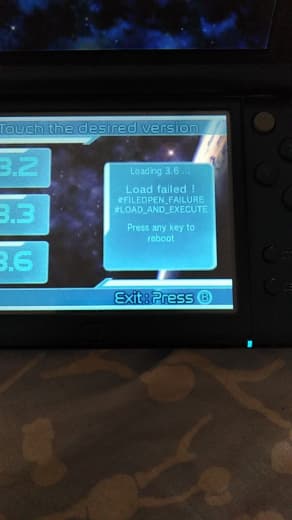 Touch the desired version
3.2
3.3
3.6
Loading 3.6 ...
Load failed !
#FILEOPEN_FAILURE
#LOAD_AND_EXECUTE
Press any key to
reboot
Exit:Press B